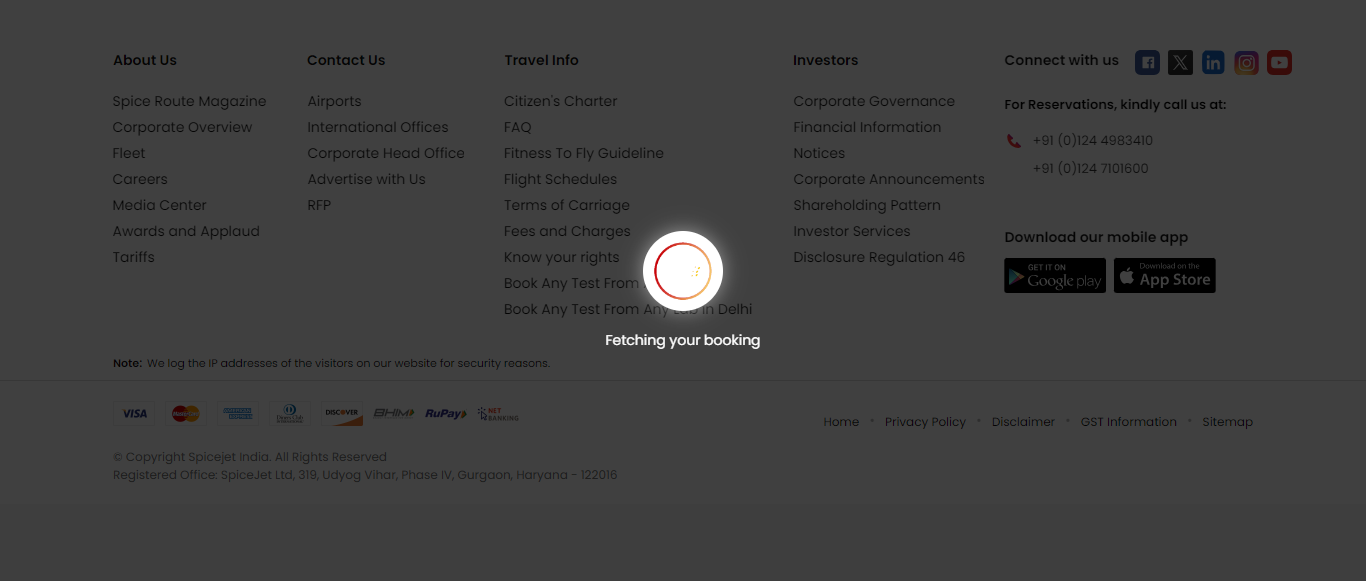 About Us
Spice Route Magazine
Corporate Overview
Fleet
Careers
Media Center
Awards and Applaud
Tariffs
Contact Us
Airports
International Offices
Corporate Head Office
Advertise with Us
RFP
Travel Info
Citizen's Charter
FAQ
Fitness To Fly Guideline
Flight Schedules
Terms of Carriage
Fees and Charges
Know your rights
Book Any Test From
Book Any Test From Any Lab in Delhi
Investors
Corporate Governance
Financial Information
Notices
Corporate Announcements
Shareholding Pattern
Investor Services
Disclosure Regulation 46
Connect with us
For Reservations, kindly call us at:
+91 (0)124 4983410
+91 (0)124 7101600
Download our mobile app
GET IT ON
Google play
Download on the
App Store
Fetching your booking
Note: We log the IP addresses of the visitors on our website for security reasons.
VISA MasterCard AMERICAN EXPRESS Diners Club INTERNATIONAL DISCOVER BHIM RuPay NET BANKING
Home • Privacy Policy • Disclaimer • GST Information • Sitemap
© Copyright Spicejet India. All Rights Reserved
Registered Office: SpiceJet Ltd, 319, Udyog Vihar, Phase IV, Gurgaon, Haryana - 122016